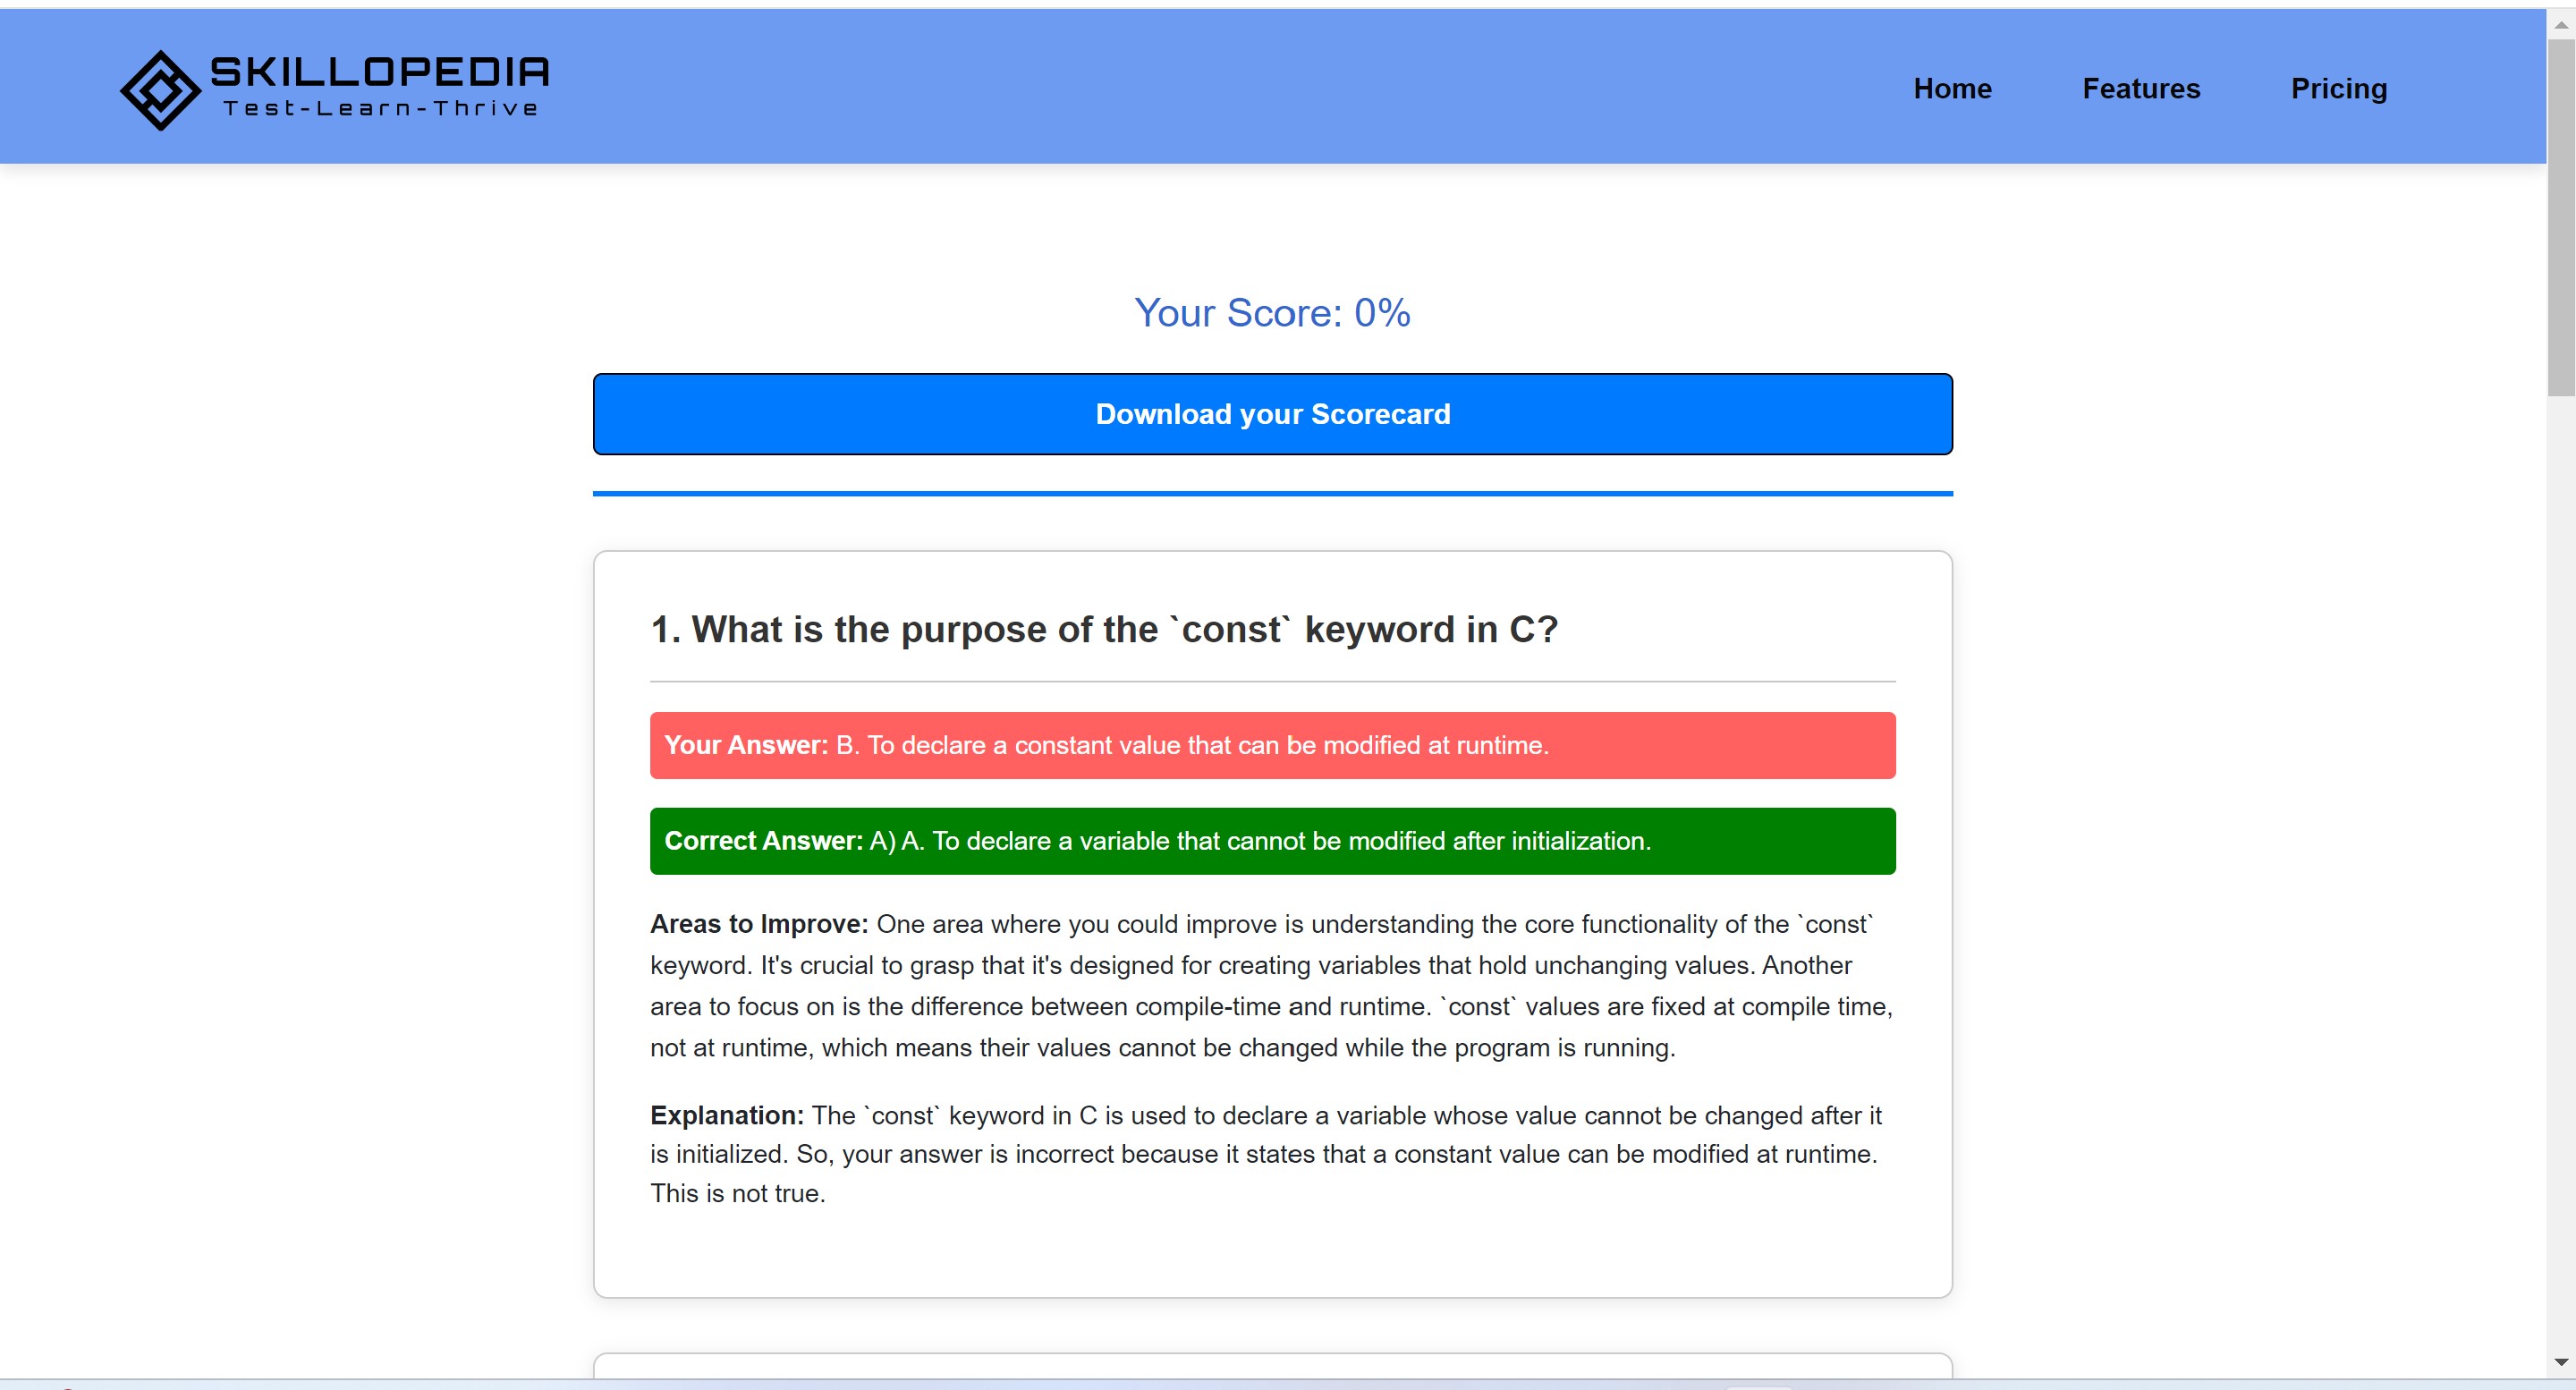 SKILLOPEDIA
Test-Learn-Thrive
Home Features Pricing
Your Score: 0%
Download your Scorecard
1. What is the purpose of the `const` keyword in C?
Your Answer: B. To declare a constant value that can be modified at runtime.
Correct Answer: A) A. To declare a variable that cannot be modified after initialization.
Areas to Improve: One area where you could improve is understanding the core functionality of the `const`
keyword. It's crucial to grasp that it's designed for creating variables that hold unchanging values. Another
area to focus on is the difference between compile-time and runtime. `const` values are fixed at compile time,
not at runtime, which means their values cannot be changed while the program is running.
Explanation: The `const` keyword in C is used to declare a variable whose value cannot be changed after it
is initialized. So, your answer is incorrect because it states that a constant value can be modified at runtime.
This is not true.